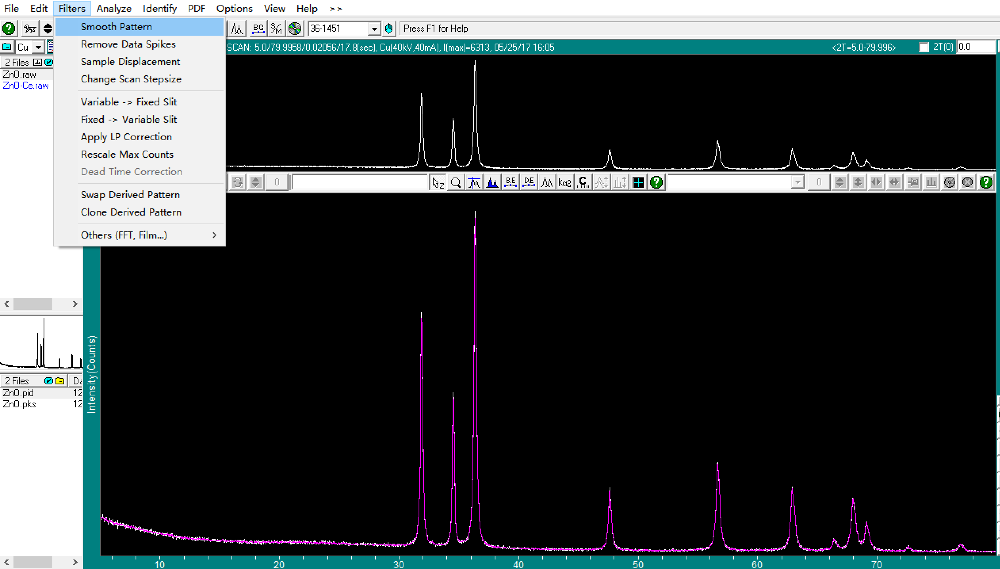 File Edit Filters Analyze Identify PDF Options View Help >>
Smooth Pattern
Remove Data Spikes
Sample Displacement
Change Scan Stepsize
Variable -> Fixed Slit
Fixed -> Variable Slit
Apply LP Correction
Rescale Max Counts
Dead Time Correction
Swap Derived Pattern
Clone Derived Pattern
Others (FFT, Film...)
BG S/M 36-1451 Press F1 for Help
Cu
SCAN: 5.0/79.9958/0.02056/17.8(sec), Cu(40kV,40mA), I(max)=6313, 05/25/17 16:05 <2T=5.0-79.996> 2T(0) 0.0
2 Files
ZnO.raw
ZnO-Ce.raw
0 Z B.E D.E kα2 C 0
Intensity(Counts)
2 Files
ZnO.pid 12
ZnO.pks 12
10 20 30 40 50 60 70